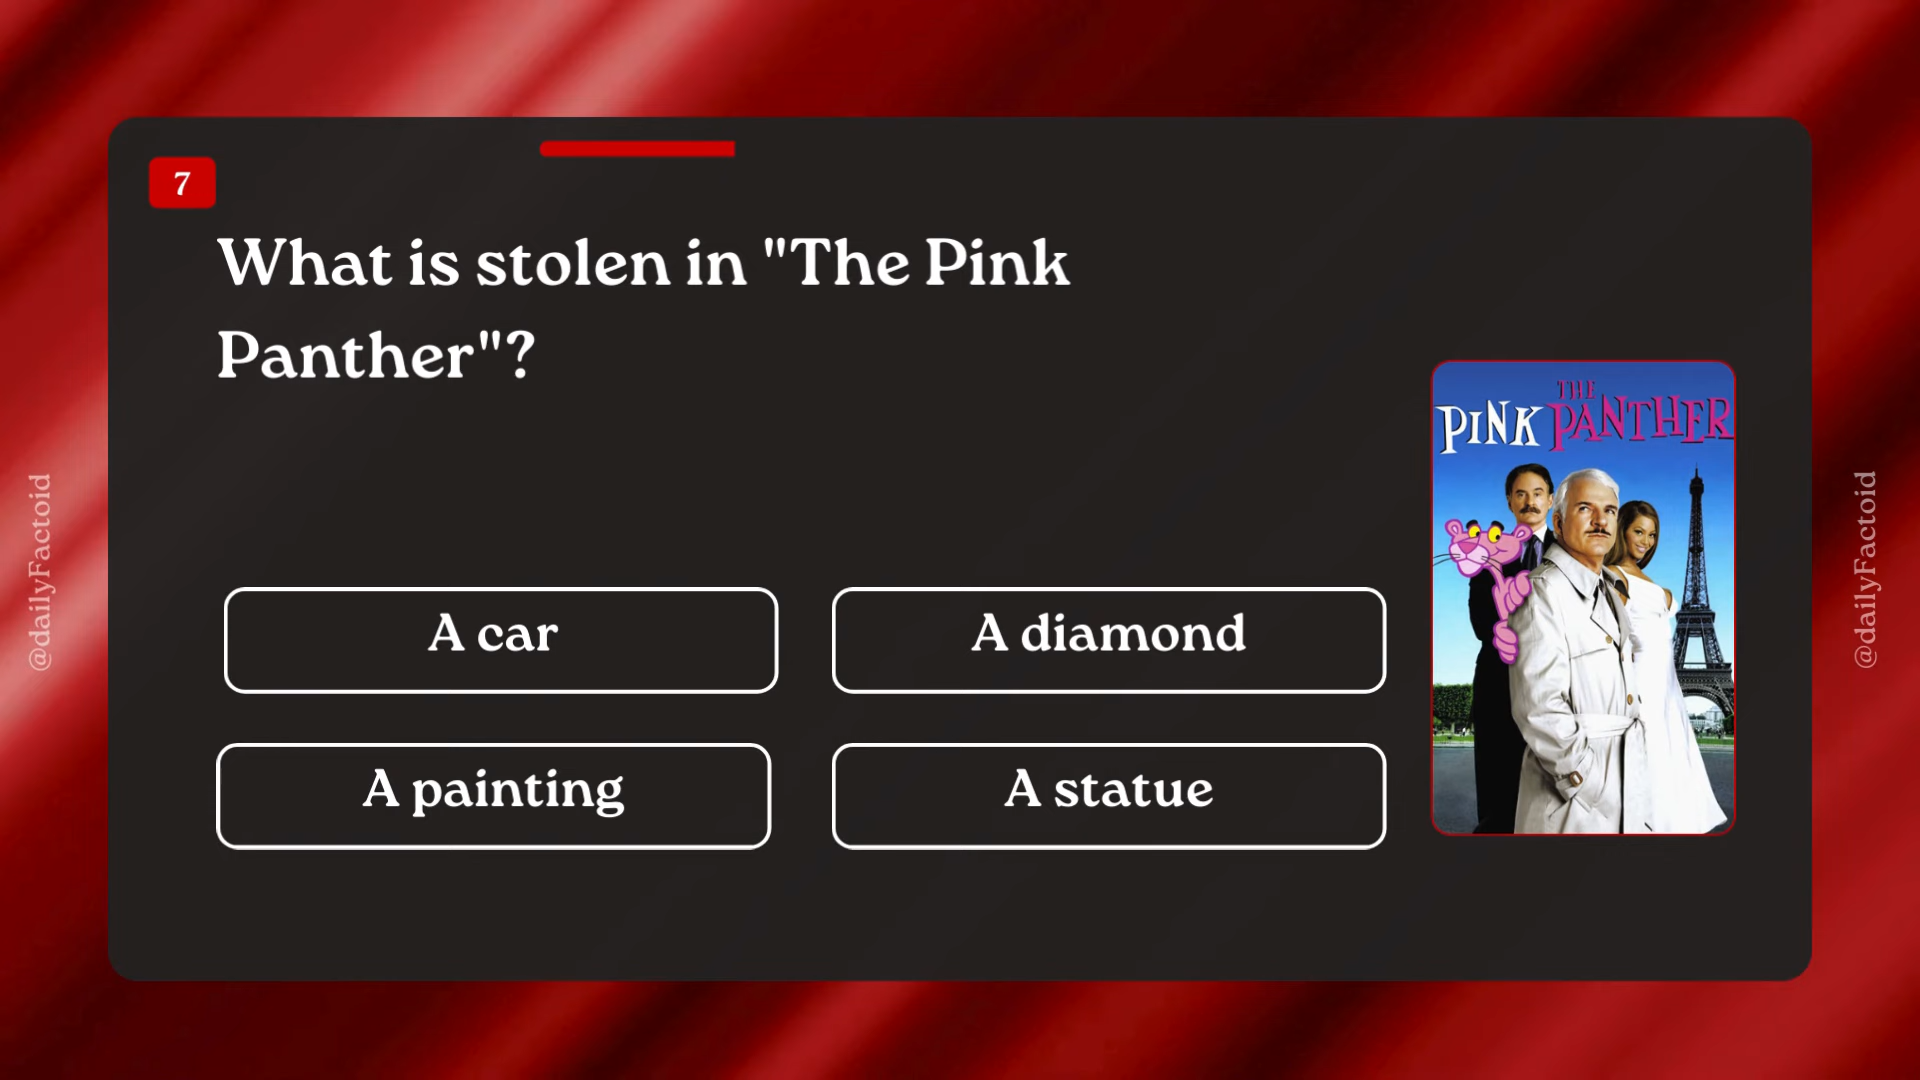 7
What is stolen in "The Pink
Panther"?
A car
A diamond
A painting
A statue
THE
PINK PANTHER
@dailyFactoid
@dailyFactoid